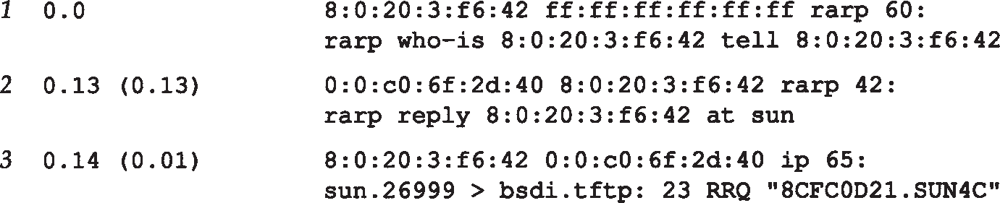 1 0.0 8:0:20:3:f6:42 ff:ff:ff:ff:ff:ff rarp 60:
rarp who-is 8:0:20:3:f6:42 tell 8:0:20:3:f6:42
2 0.13 (0.13) 0:0:c0:6f:2d:40 8:0:20:3:f6:42 rarp 42:
rarp reply 8:0:20:3:f6:42 at sun
3 0.14 (0.01) 8:0:20:3:f6:42 0:0:c0:6f:2d:40 ip 65:
sun.26999 > bsdi.tftp: 23 RRQ "8CFC0D21.SUN4C"